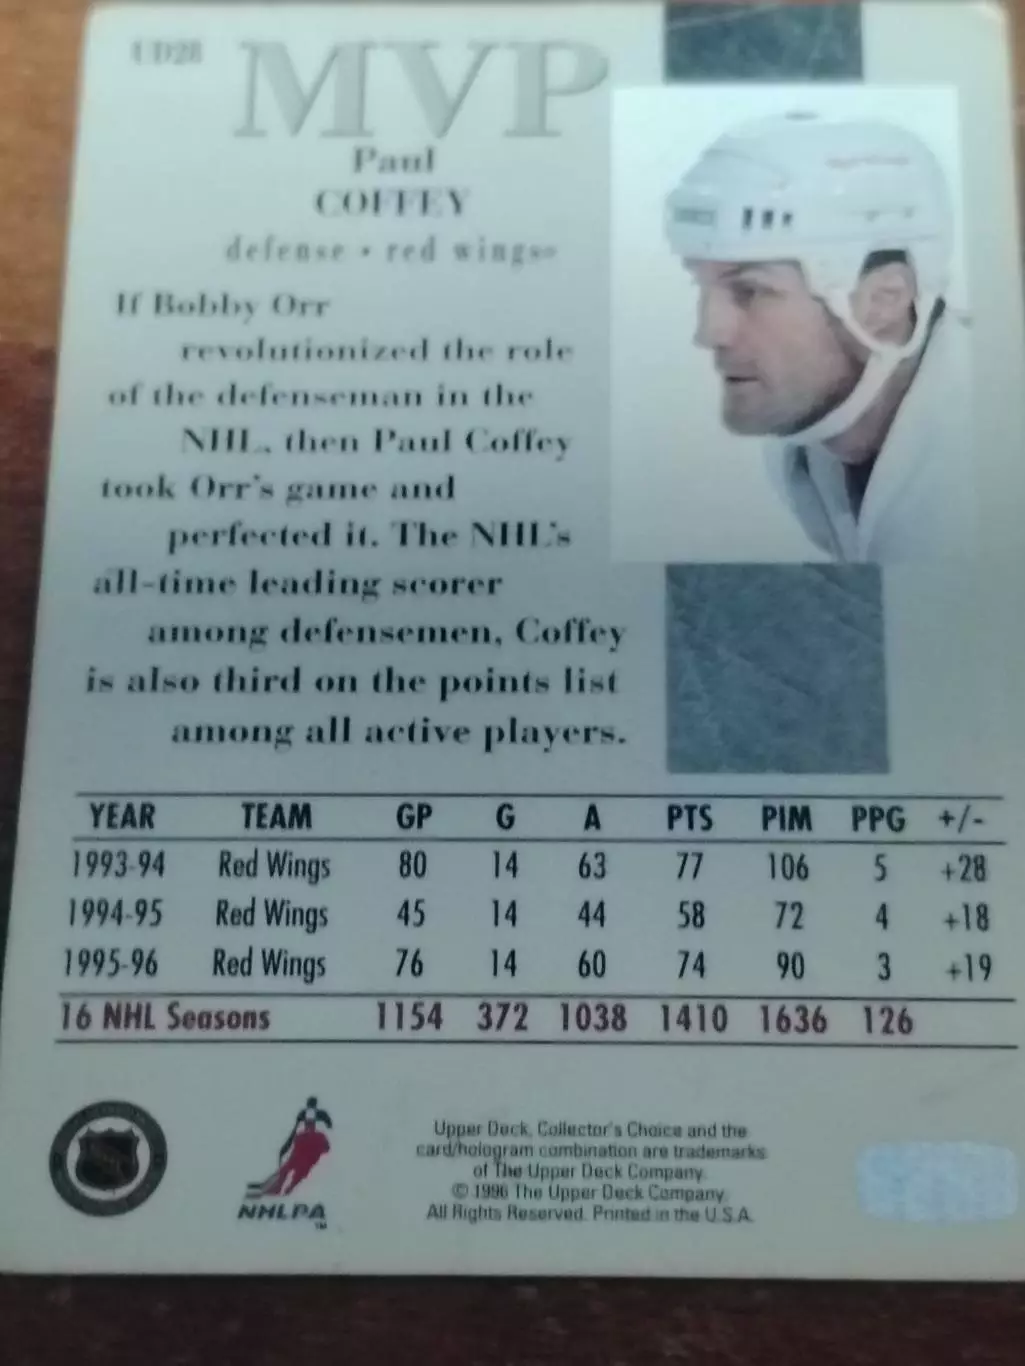 UD28
MVP
Paul
COFFEY
defense • red wings
If Bobby Orr
revolutionized the role
of the defenseman in the
NHL, then Paul Coffey
took Orr's game and
perfected it. The NHL's
all-time leading scorer
among defensemen, Coffey
is also third on the points list
among all active players.
YEAR TEAM GP G A PTS PIM PPG +/-
1993-94 Red Wings 80 14 63 77 106 5 +28
1994-95 Red Wings 45 14 44 58 72 4 +18
1995-96 Red Wings 76 14 60 74 90 3 +19
16 NHL Seasons 1154 372 1038 1410 1636 126
NHLPA
Upper Deck, Collector's Choice and the
card/hologram combination are trademarks
of The Upper Deck Company.
© 1996 The Upper Deck Company.
All Rights Reserved. Printed in the U.S.A.